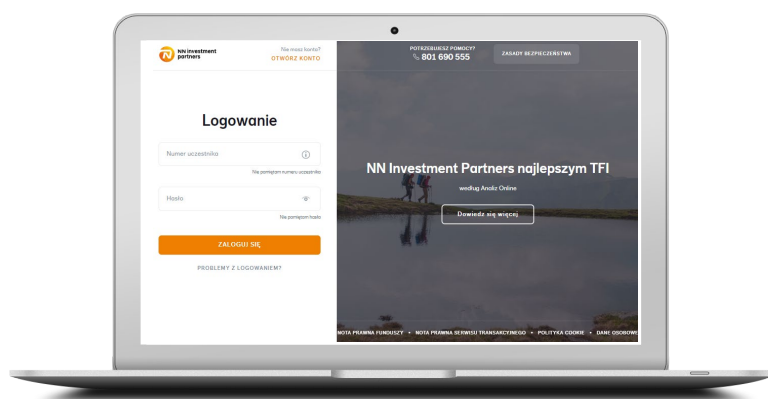 NN investment
partners
Nie masz konta?
OTWÓRZ KONTO
POTRZEBUJESZ POMOCY?
801 690 555
ZASADY BEZPIECZEŃSTWA
Logowanie
Numer uczestnika
Nie pamiętam numeru uczestnika
Hasło
Nie pamiętam hasła
ZALOGUJ SIĘ
PROBLEMY Z LOGOWANIEM?
NN Investment Partners najlepszym TFI
według Analiz Online
Dowiedz się więcej
NOTA PRAWNA FUNDUSZY • NOTA PRAWNA SERWISU TRANSAKCYJNEGO • POLITYKA COOKIE • DANE OSOBOWE